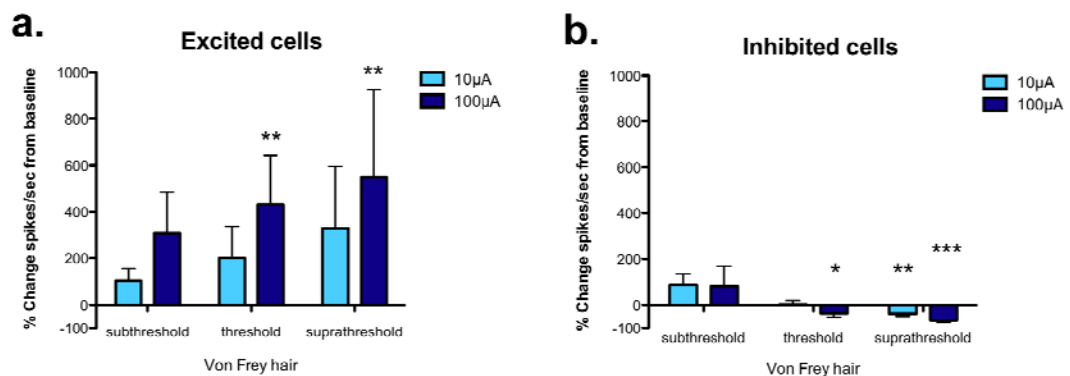 a.
Excited cells
% Change spikes/sec from baseline
1000
800
600
400
200
0
-100
**
**
10µA
100µA
subthreshold threshold suprathreshold
Von Frey hair
b.
Inhibited cells
% Change spikes/sec from baseline
1000
800
600
400
200
0
-100
*
**
***
10µA
100µA
subthreshold threshold suprathreshold
Von Frey hair